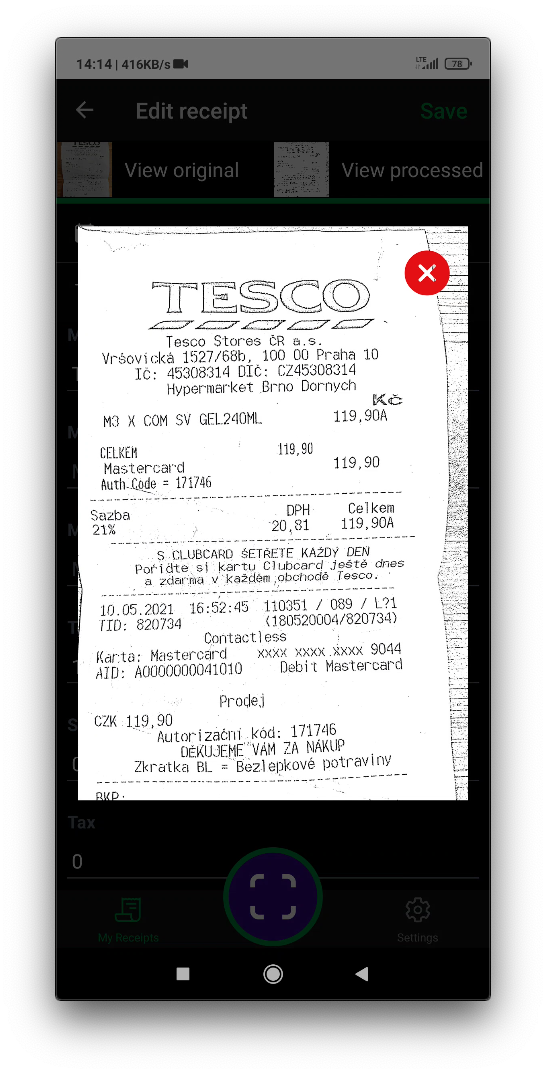 14:14 | 416KB/s
LTE
78
Edit receipt
Save
View original
View processed
TESCO
Tesco Stores ČR a.s.
Vršovická 1527/68b, 100 00 Praha 10
IČ: 45308314 DIČ: CZ45308314
Hypermarket Brno Dornych
Kč
M3 X COM SV GEL240ML 119,90A
CELKEM 119,90
Mastercard 119,90
Auth.Code = 171746
Sazba DPH Celkem
21% 20,81 119,90A
S CLUBCARD ŠETŘETE KAŽDÝ DEN
Pořiďte si kartu Clubcard ještě dnes
a zdarma v každém obchodě Tesco.
10.05.2021 16:52:45 110351 / 089 / L?1
TID: 820734 (180520004/820734)
Contactless
Karta: Mastercard xxxx xxxx xxxx 9044
AID: A0000000041010 Debit Mastercard
Prodej
CZK 119,90
Autorizační kód: 171746
DĚKUJEME VÁM ZA NÁKUP
Zkratka BL = Bezlepkové potraviny
BKP:
Tax
0
My Receipts
Settings